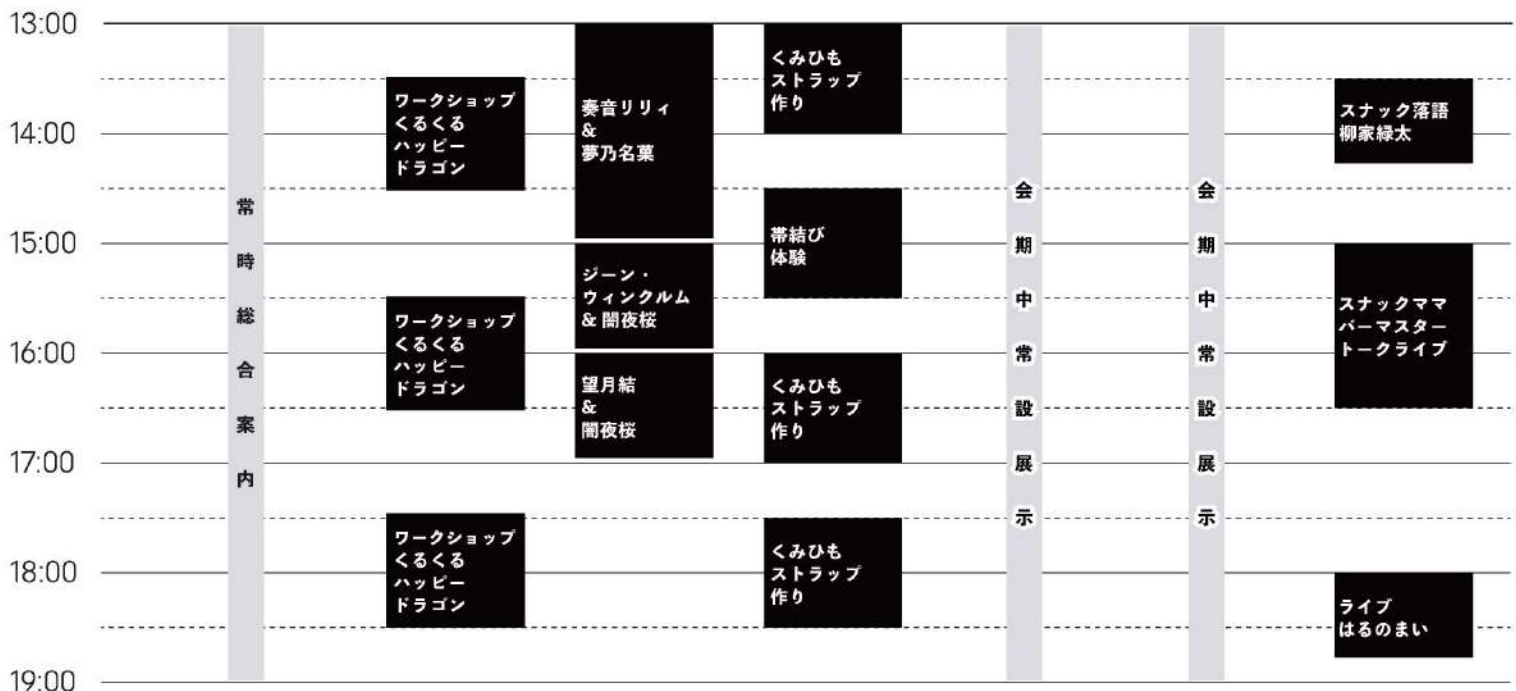 13:00
14:00
15:00
16:00
17:00
18:00
19:00
常時総合案内
ワークショップ
くるくる
ハッピー
ドラゴン
ワークショップ
くるくる
ハッピー
ドラゴン
ワークショップ
くるくる
ハッピー
ドラゴン
奏音リリィ
&
夢乃名菓
ジーン・
ウィンクルム
& 闇夜桜
望月結
&
闇夜桜
くみひも
ストラップ
作り
帯結び
体験
くみひも
ストラップ
作り
くみひも
ストラップ
作り
会期中常設展示
会期中常設展示
スナック落語
柳家緑太
スナックママ
バーマスター
トークライブ
ライブ
はるのまい